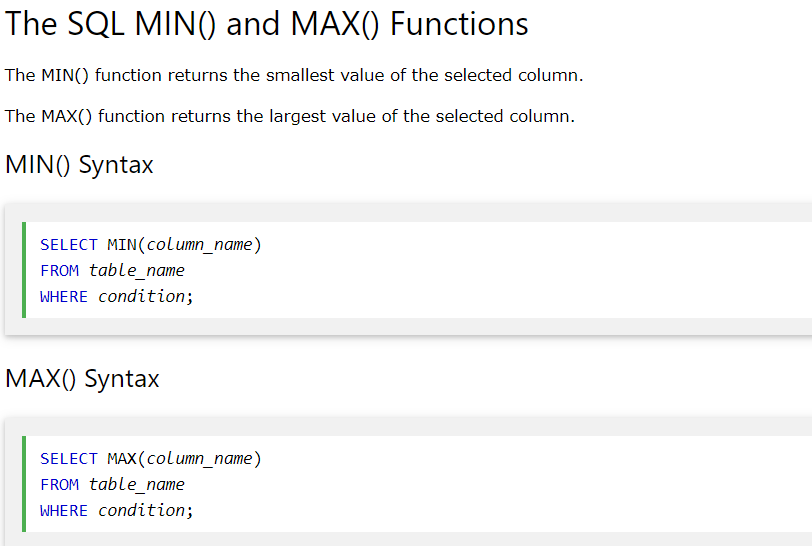 The SQL MIN() and MAX() Functions
The MIN() function returns the smallest value of the selected column.
The MAX() function returns the largest value of the selected column.
MIN() Syntax
SELECT MIN(column_name)
FROM table_name
WHERE condition;
MAX() Syntax
SELECT MAX(column_name)
FROM table_name
WHERE condition;